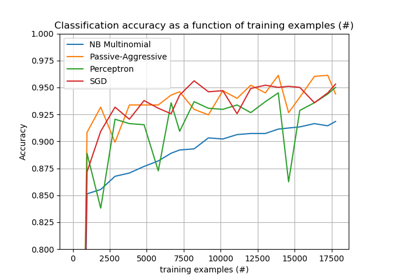 Classification accuracy as a function of training examples (#)
1.000
0.975
0.950
0.925
0.900
0.875
0.850
0.825
0.800
Accuracy
NB Multinomial
Passive-Aggressive
Perceptron
SGD
0 2500 5000 7500 10000 12500 15000 17500
training examples (#)